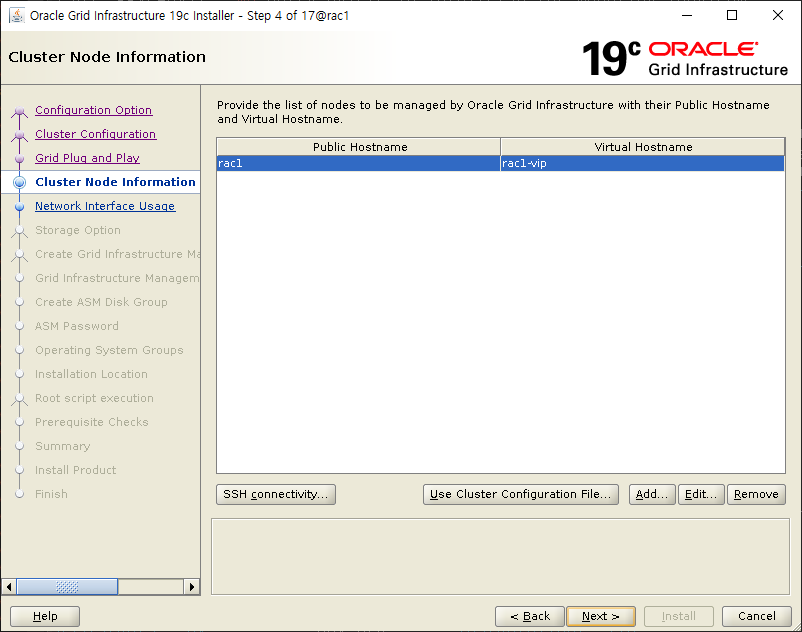 Oracle Grid Infrastructure 19c Installer - Step 4 of 17@rac1
Cluster Node Information
19c ORACLE
Grid Infrastructure
Configuration Option
Cluster Configuration
Grid Plug and Play
Cluster Node Information
Network Interface Usage
Storage Option
Create Grid Infrastructure Ma
Grid Infrastructure Managem
Create ASM Disk Group
ASM Password
Operating System Groups
Installation Location
Root script execution
Prerequisite Checks
Summary
Install Product
Finish
Provide the list of nodes to be managed by Oracle Grid Infrastructure with their Public Hostname
and Virtual Hostname.
Public Hostname Virtual Hostname
rac1 rac1-vip
SSH connectivity... Use Cluster Configuration File... Add... Edit... Remove
Help < Back Next > Install Cancel